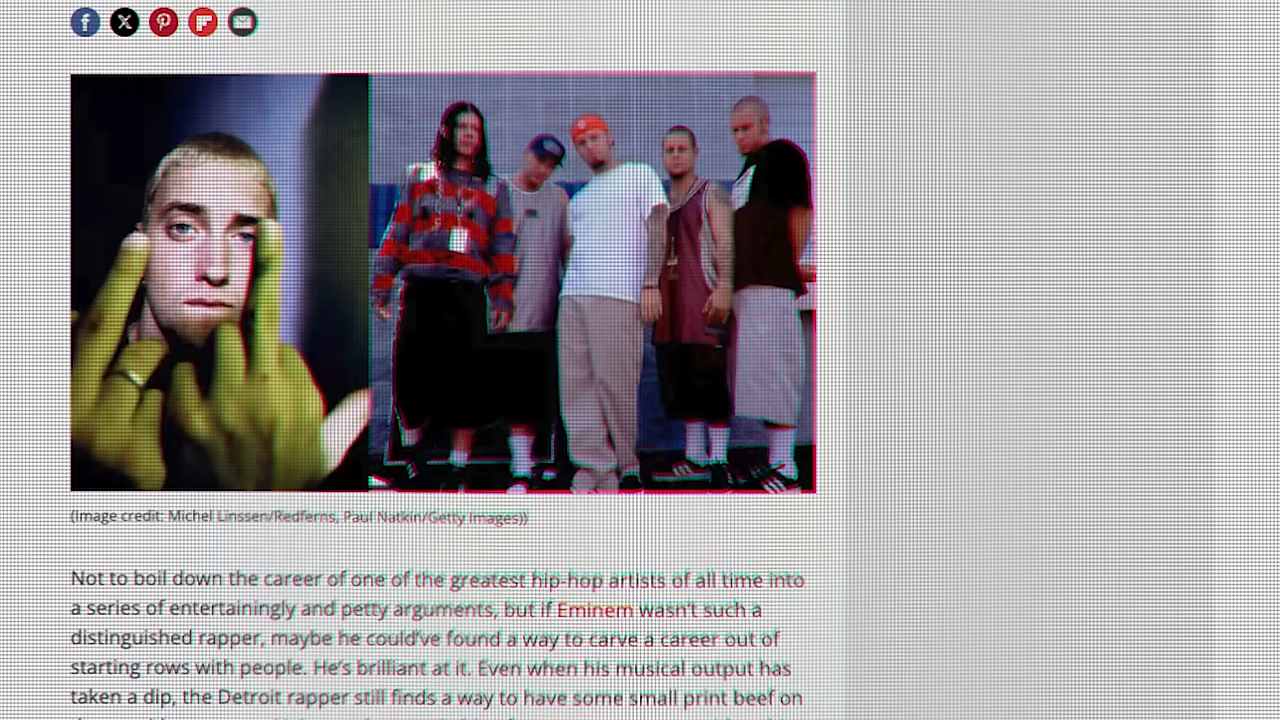 (Image credit: Michel Linssen/Redferns, Paul Natkin/Getty Images))
Not to boil down the career of one of the greatest hip-hop artists of all time into
a series of entertainingly and petty arguments, but if Eminem wasn't such a
distinguished rapper, maybe he could've found a way to carve a career out of
starting rows with people. He's brilliant at it. Even when his musical output has
taken a dip, the Detroit rapper still finds a way to have some small print beef on